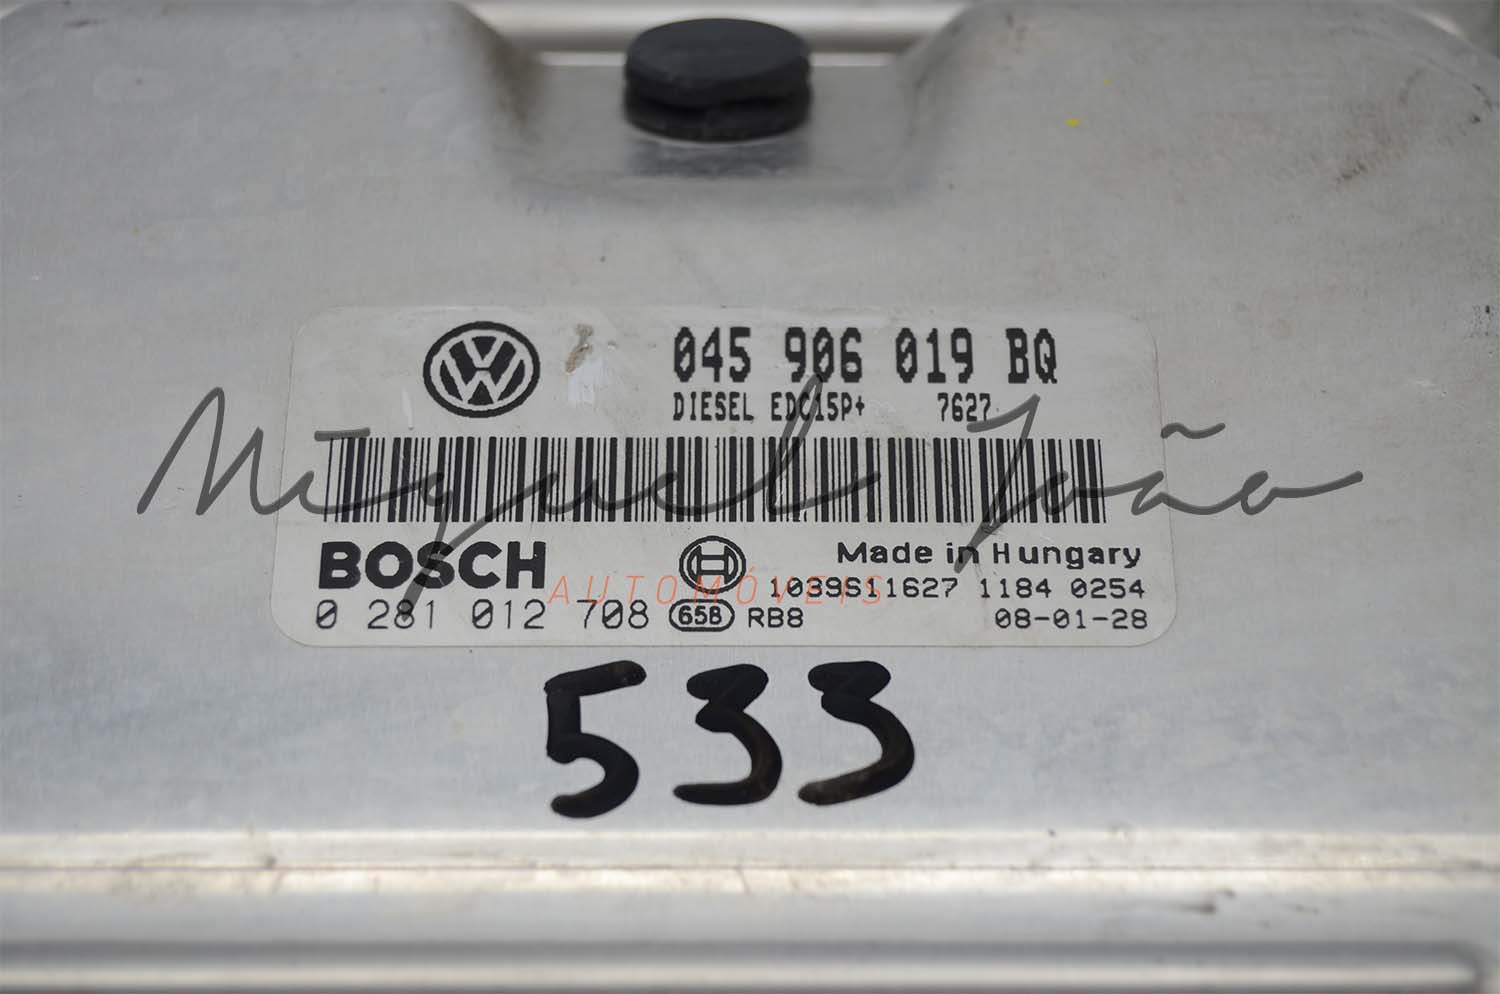 045 906 019 BQ
DIESEL EDC15P+ 7627
Miguel João
BOSCH
Made in Hungary
AUTOMÓVEIS
1039S11627 1184 0254
0 281 012 708 65B RB8 08-01-28
533